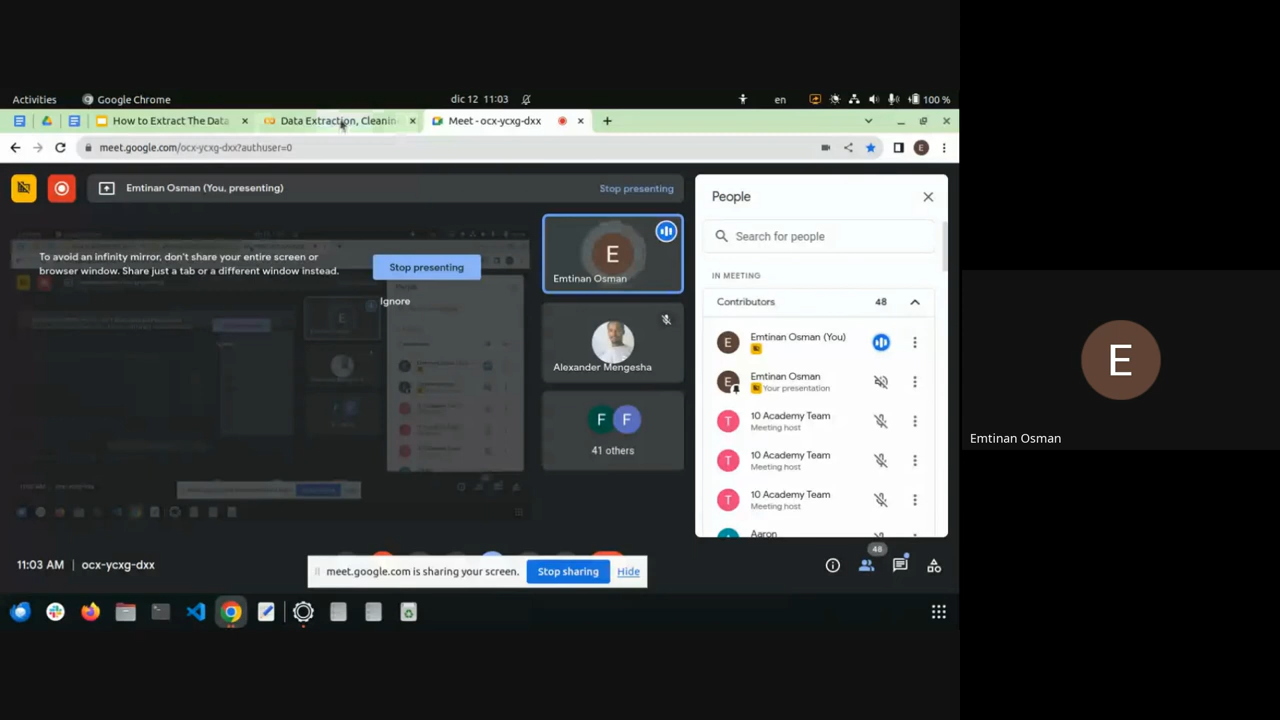 Activities
Google Chrome
dic 12 11:03
en
100 %
How to Extract The Data
Data Extraction, Cleanin
Meet - ocx-ycxg-dxx
meet.google.com/ocx-ycxg-dxx?authuser=0
E
Emtinan Osman (You, presenting)
Stop presenting
To avoid an infinity mirror, don't share your entire screen or
browser window. Share just a tab or a different window instead.
Stop presenting
Ignore
E
Emtinan Osman
Alexander Mengesha
F F
41 others
People
Search for people
IN MEETING
Contributors 48
E Emtinan Osman (You)
E Emtinan Osman
Your presentation
T 10 Academy Team
Meeting host
T 10 Academy Team
Meeting host
T 10 Academy Team
Meeting host
Aaron
E
Emtinan Osman
11:03 AM | ocx-ycxg-dxx
meet.google.com is sharing your screen.
Stop sharing
Hide
48